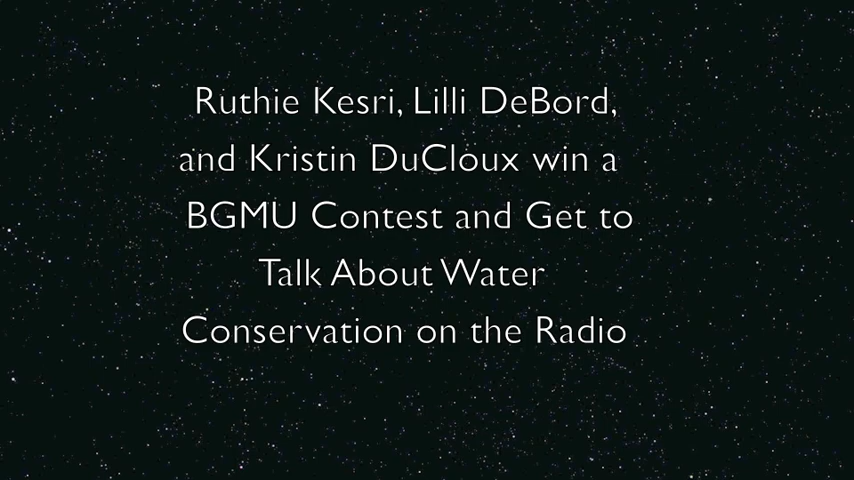 Ruthie Kesri, Lilli DeBord,
and Kristin DuCloux win a
BGMU Contest and Get to
Talk About Water
Conservation on the Radio